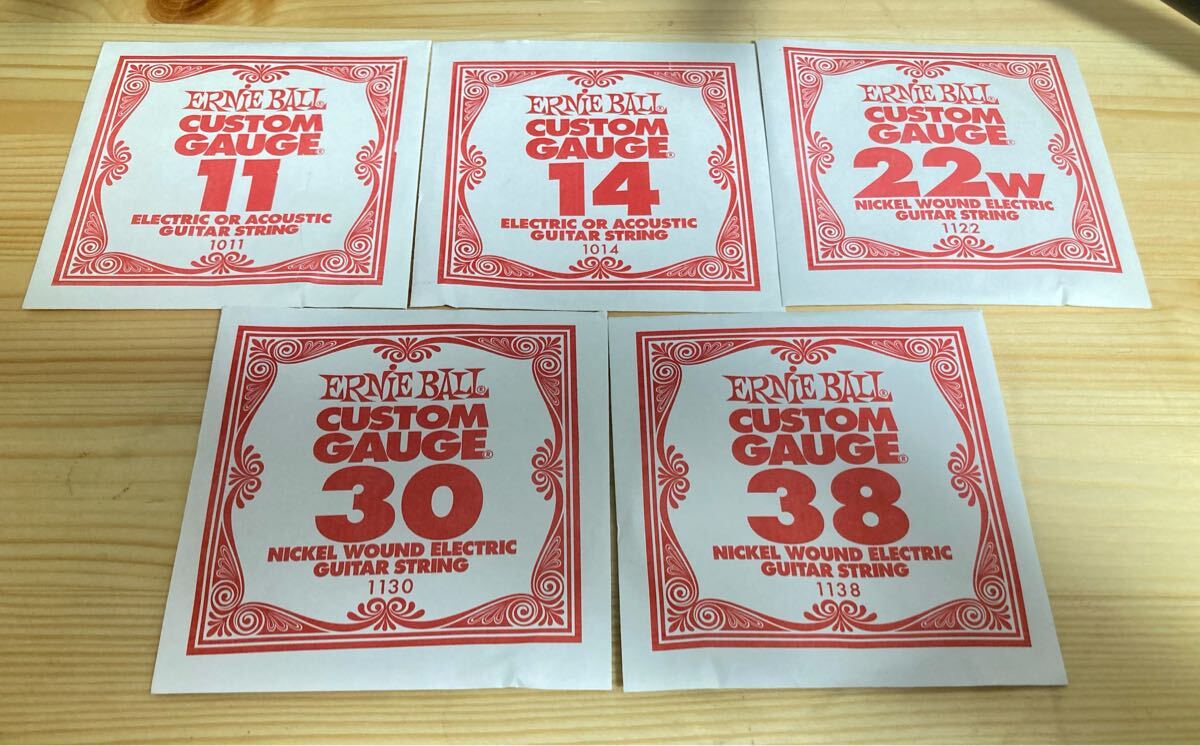 ERNIE BALL®
CUSTOM
GAUGE®
11
ELECTRIC OR ACOUSTIC
GUITAR STRING
1011
ERNIE BALL®
CUSTOM
GAUGE®
14
ELECTRIC OR ACOUSTIC
GUITAR STRING
1014
ERNIE BALL®
CUSTOM
GAUGE®
22W
NICKEL WOUND ELECTRIC
GUITAR STRING
1122
ERNIE BALL®
CUSTOM
GAUGE®
30
NICKEL WOUND ELECTRIC
GUITAR STRING
1130
ERNIE BALL®
CUSTOM
GAUGE®
38
NICKEL WOUND ELECTRIC
GUITAR STRING
1138